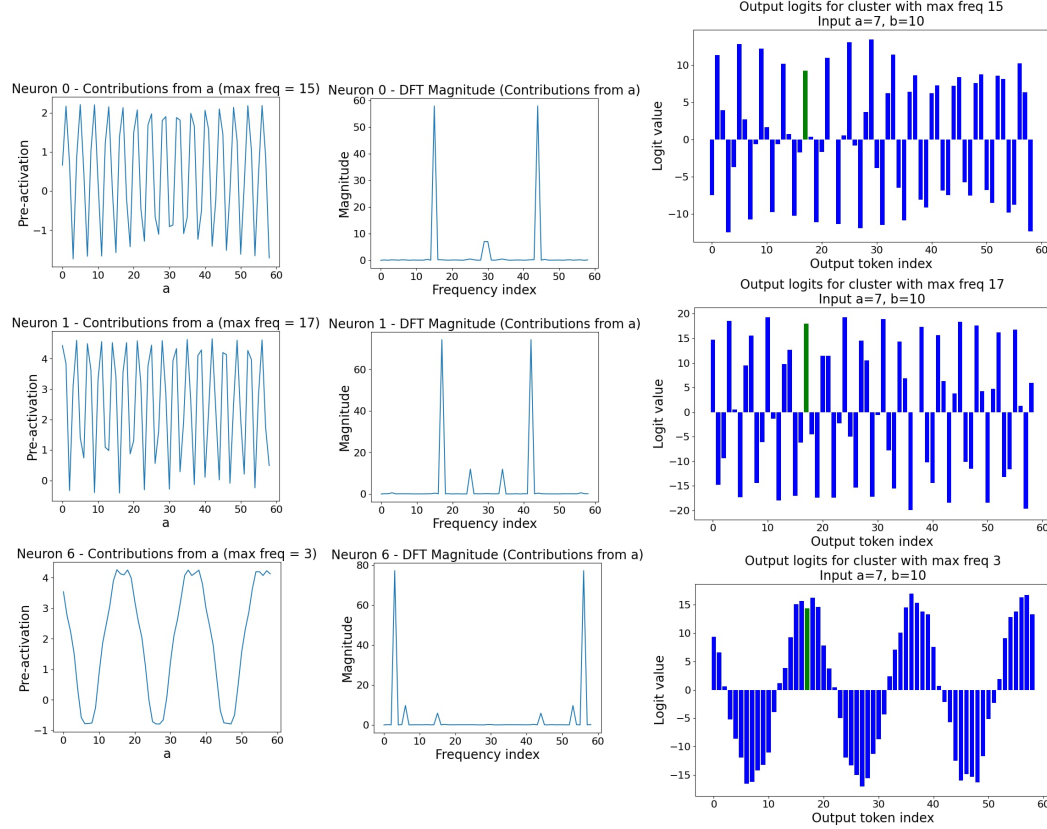 Neuron 0 - Contributions from a (max freq = 15)
2
1
0
−1
0 10 20 30 40 50 60
Pre-activation
a
Neuron 0 - DFT Magnitude (Contributions from a)
60
50
40
30
20
10
0
0 10 20 30 40 50 60
Magnitude
Frequency index
Output logits for cluster with max freq 15
Input a=7, b=10
10
5
0
−5
−10
0 10 20 30 40 50 60
Logit value
Output token index
Neuron 1 - Contributions from a (max freq = 17)
4
3
2
1
0
0 10 20 30 40 50 60
Pre-activation
a
Neuron 1 - DFT Magnitude (Contributions from a)
60
40
20
0
0 10 20 30 40 50 60
Magnitude
Frequency index
Output logits for cluster with max freq 17
Input a=7, b=10
20
15
10
5
0
−5
−10
−15
−20
0 10 20 30 40 50 60
Logit value
Output token index
Neuron 6 - Contributions from a (max freq = 3)
4
3
2
1
0
−1
0 10 20 30 40 50 60
Pre-activation
a
Neuron 6 - DFT Magnitude (Contributions from a)
80
60
40
20
0
0 10 20 30 40 50 60
Magnitude
Frequency index
Output logits for cluster with max freq 3
Input a=7, b=10
15
10
5
0
−5
−10
−15
0 10 20 30 40 50 60
Logit value
Output token index